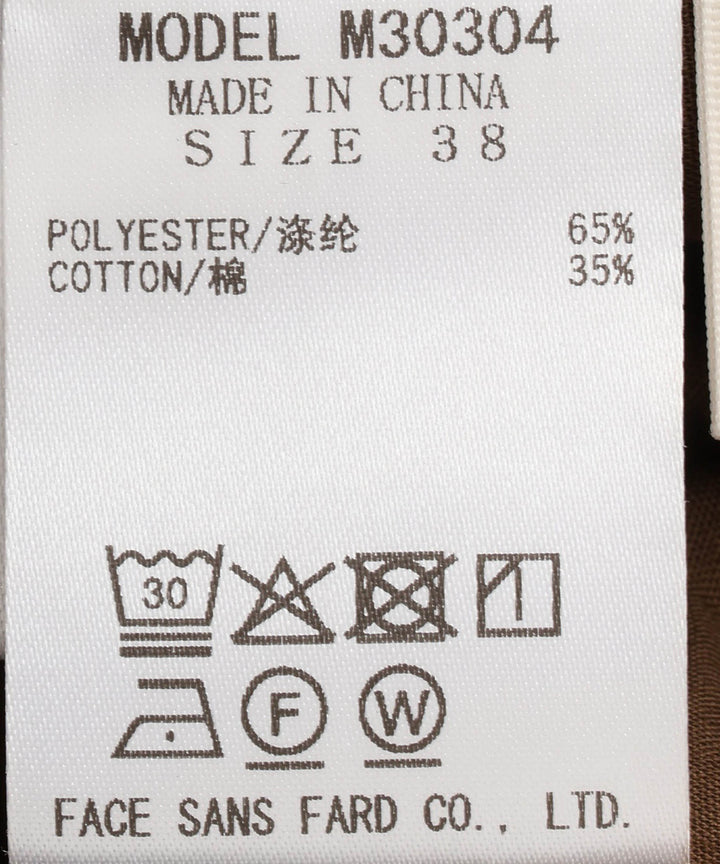 MODEL M30304
MADE IN CHINA
SIZE 38
POLYESTER/涤纶 65%
COTTON/棉 35%
30
F W
FACE SANS FARD CO., LTD.